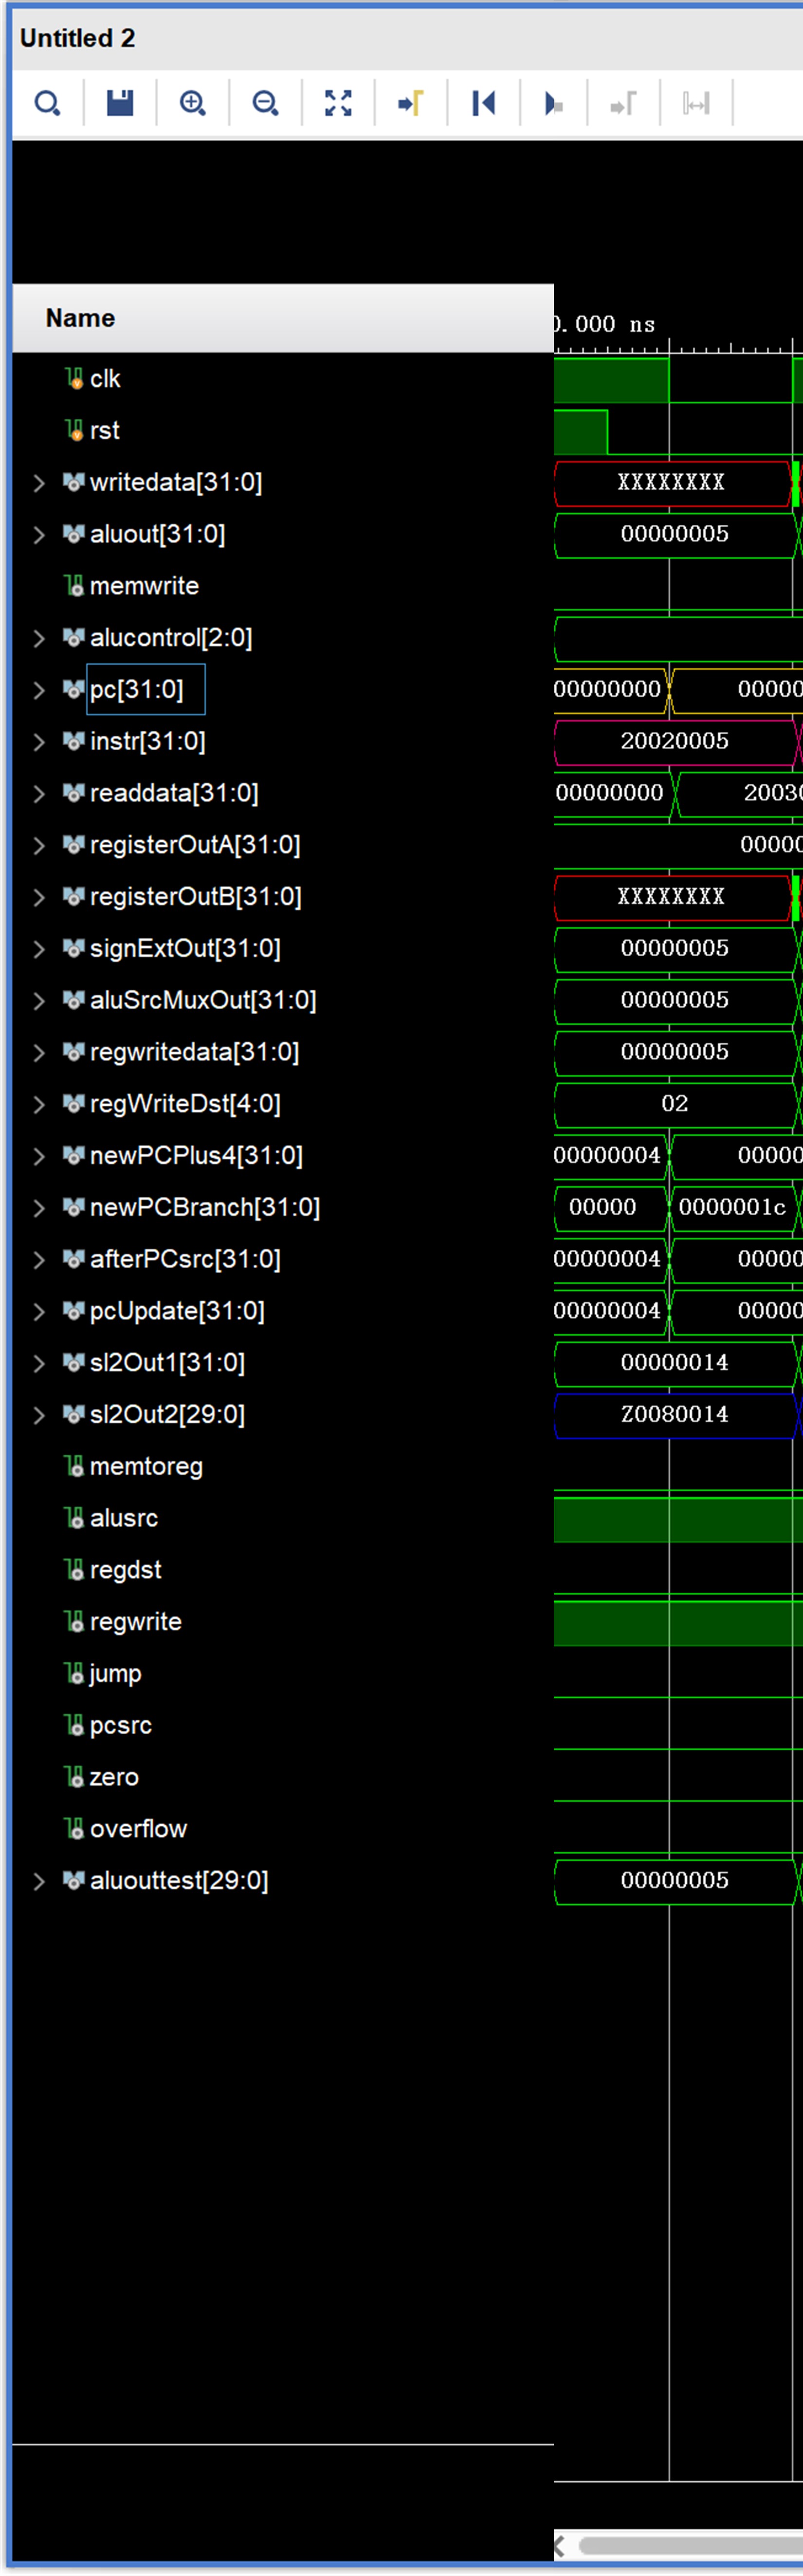 Untitled 2
Name
0.000 ns
clk
rst
writedata[31:0] XXXXXXXX
aluout[31:0] 00000005
memwrite
alucontrol[2:0]
pc[31:0] 00000000 00000
instr[31:0] 20020005
readdata[31:0] 00000000 2003
registerOutA[31:0] 0000
registerOutB[31:0] XXXXXXXX
signExtOut[31:0] 00000005
aluSrcMuxOut[31:0] 00000005
regwritedata[31:0] 00000005
regWriteDst[4:0] 02
newPCPlus4[31:0] 00000004 00000
newPCBranch[31:0] 00000 0000001c
afterPCsrc[31:0] 00000004 00000
pcUpdate[31:0] 00000004 00000
sl2Out1[31:0] 00000014
sl2Out2[29:0] Z0080014
memtoreg
alusrc
regdst
regwrite
jump
pcsrc
zero
overflow
aluouttest[29:0] 00000005